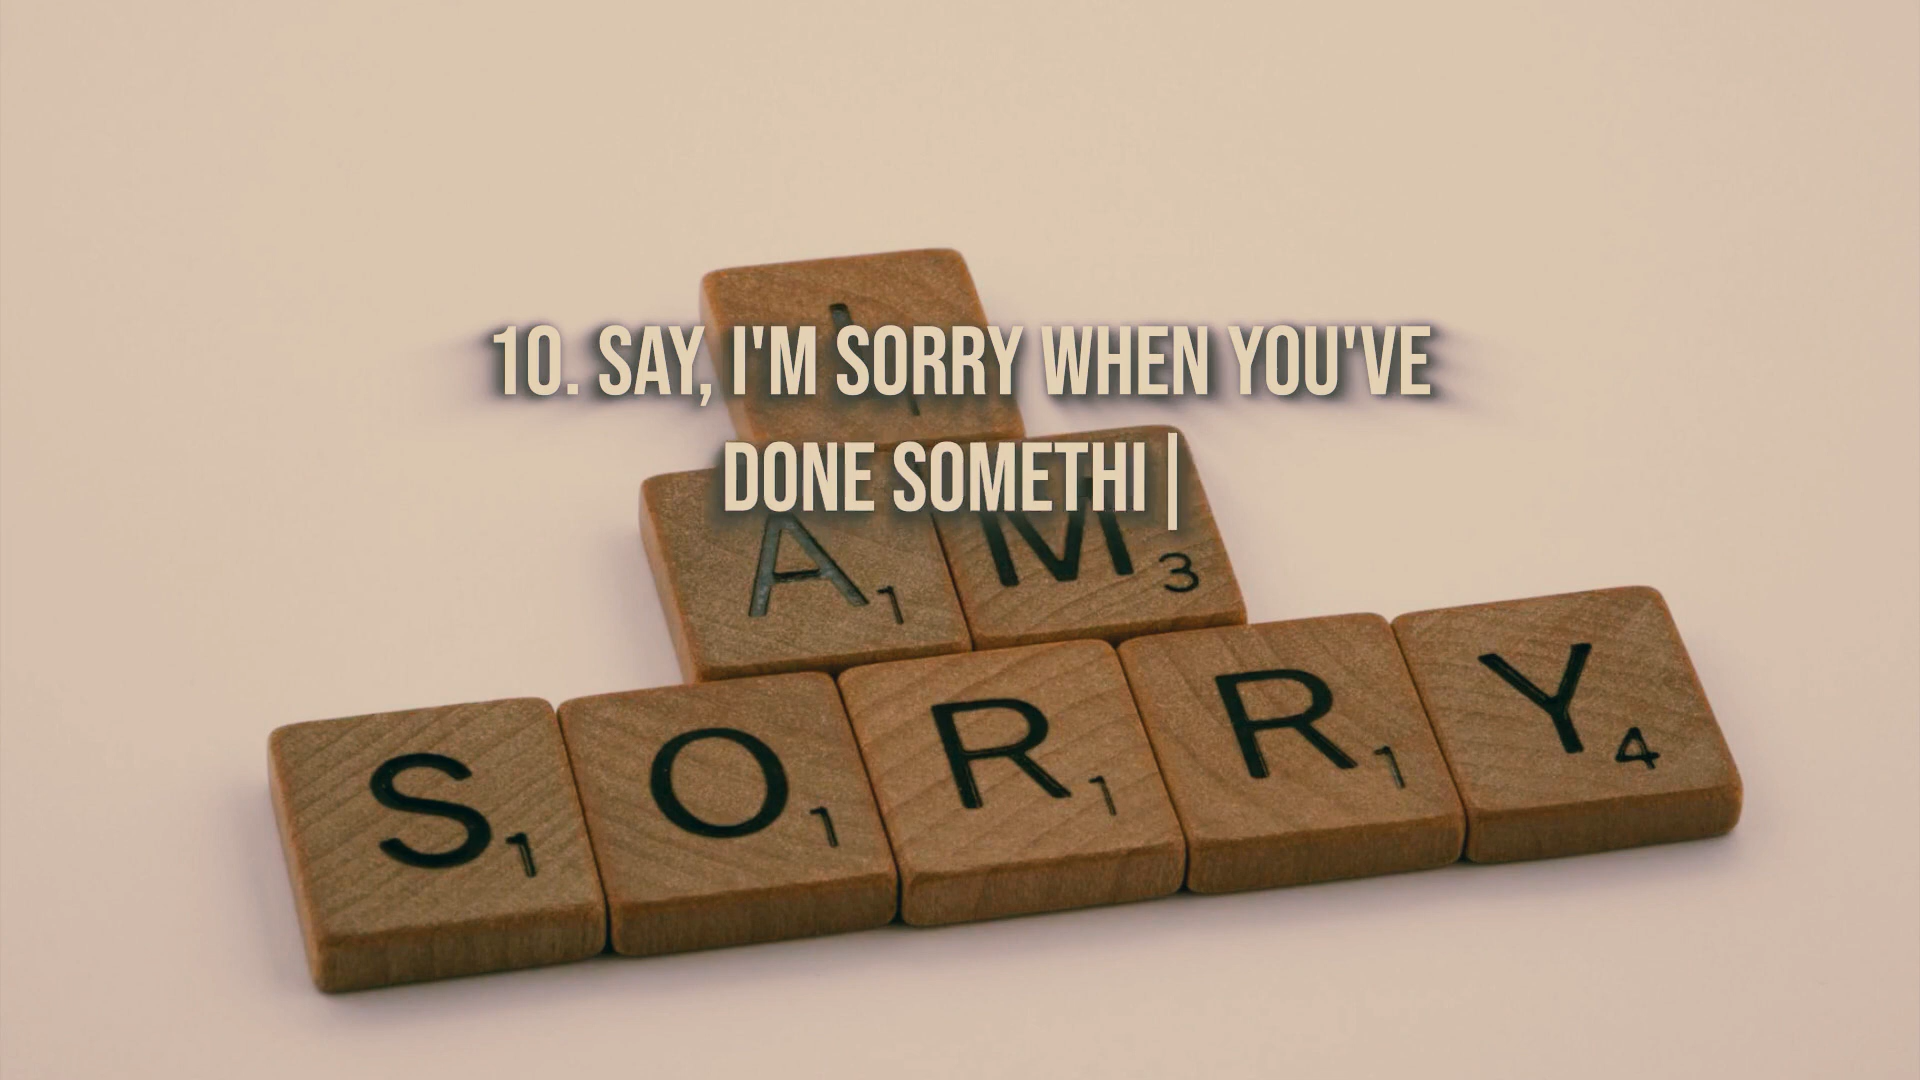 10. SAY, I'M SORRY WHEN YOU'VE
DONE SOMETHI
I
A1 M3
S1 O1 R1 R1 Y4